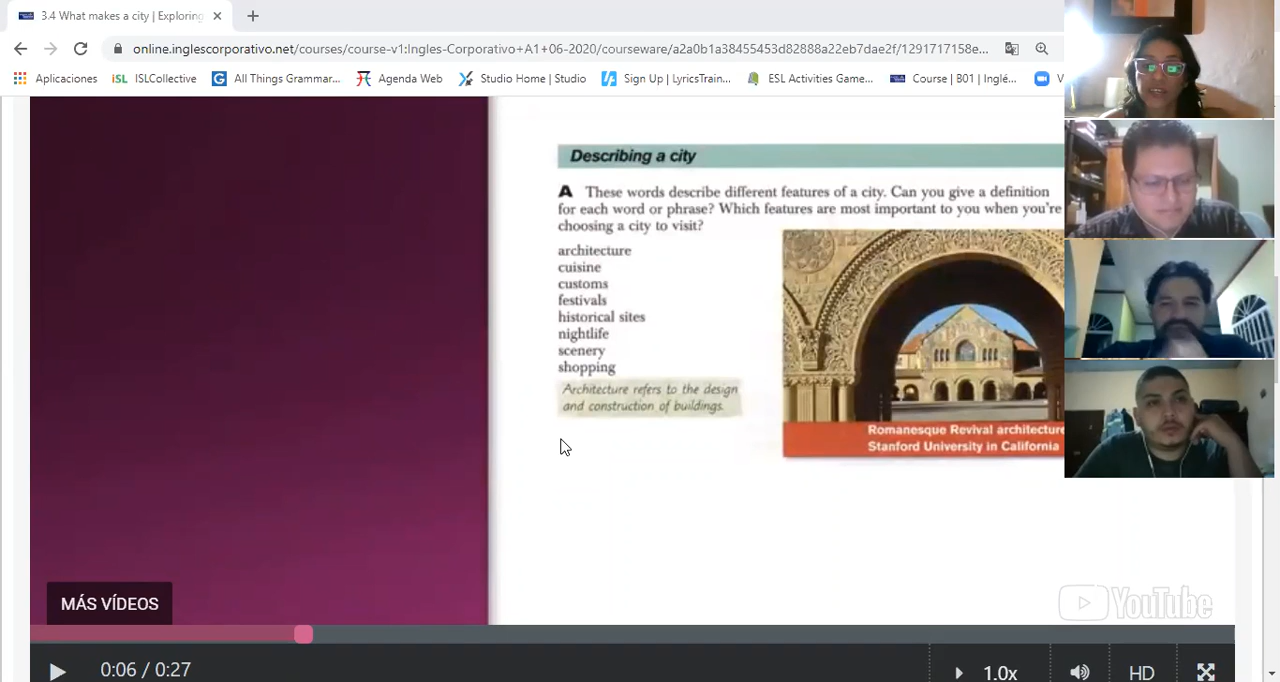 3.4 What makes a city | Exploring
online.inglescorporativo.net/courses/course-v1:Ingles-Corporativo+A1+06-2020/courseware/a2a0b1a38455453d82888a22eb7dae2f/1291717158e...
Aplicaciones
iSL ISLCollective
G All Things Grammar...
Agenda Web
Studio Home | Studio
Sign Up | LyricsTrain...
ESL Activities Game...
Course | B01 | Inglé...
V
Describing a city
A These words describe different features of a city. Can you give a definition
for each word or phrase? Which features are most important to you when you're
choosing a city to visit?
architecture
cuisine
customs
festivals
historical sites
nightlife
scenery
shopping
Architecture refers to the design
and construction of buildings.
Romanesque Revival architecture
Stanford University in California
MÁS VÍDEOS
YouTube
0:06 / 0:27
1.0x
HD